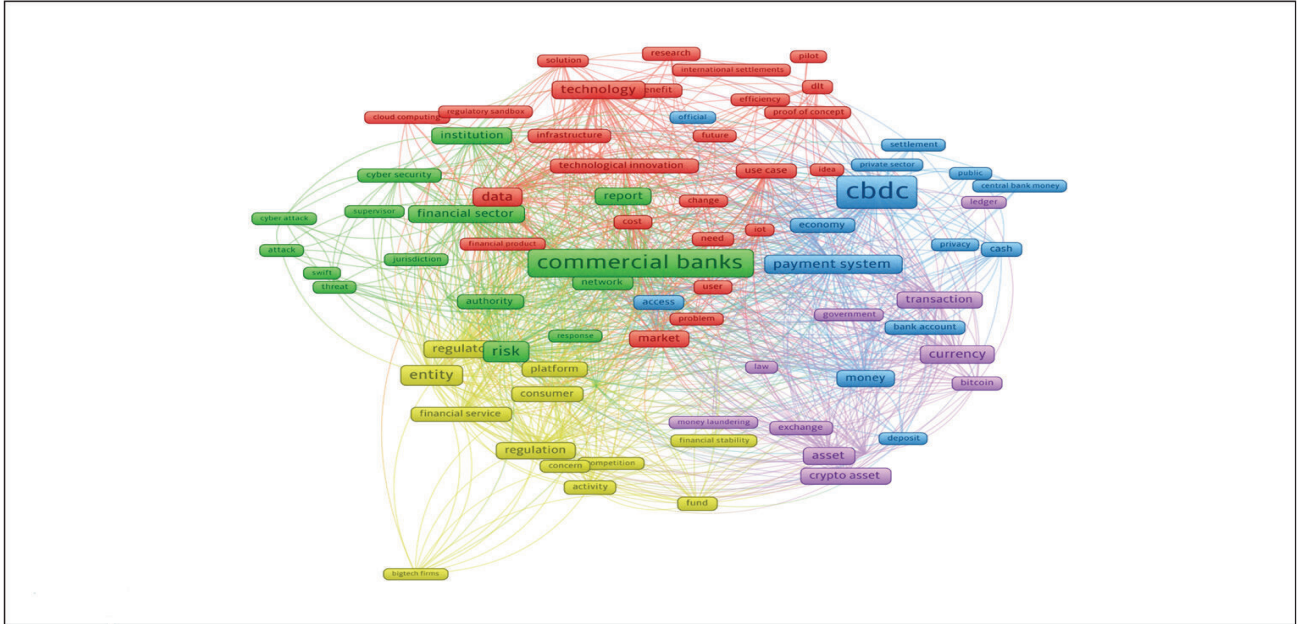 research
solution
pilot
international settlements
technology
enefit
dlt
efficiency
regulatory sandbox
proof of concept
cloud computing
official
institution
infrastructure
future
settlement
technological innovation
private sector
use case
idea
public
cyber security
central bank money
cbdc
data
report
change
ledger
supervisor
financial sector
cyber attack
cost
economy
iot
need
financial product
privacy
cash
attack
jurisdiction
commercial banks
payment system
swift
network
threat
user
authority
access
transaction
government
problem
bank account
response
market
regulato
risk
currency
law
entity
platform
money
bitcoin
consumer
financial service
money laundering
exchange
financial stability
deposit
regulation
asset
concern
ompetition
crypto asset
activity
fund
bigtech firms